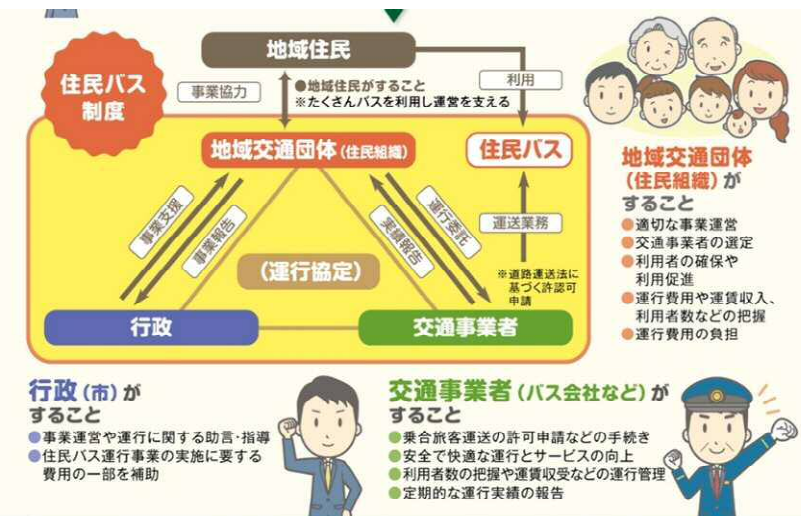 住民バス
制度
地域住民
事業協力
●地域住民がすること
※たくさんバスを利用し運営を支える
利用
地域交通団体(住民組織)
住民バス
事業支援
事業報告
実績報告
運行委託
運送業務
(運行協定)
※道路運送法に
基づく許認可
申請
行政
交通事業者
地域交通団体
(住民組織)が
すること
●適切な事業運営
●交通事業者の選定
●利用者の確保や
利用促進
●運行費用や運賃収入、
利用者数などの把握
●運行費用の負担
行政(市)が
すること
●事業運営や運行に関する助言・指導
●住民バス運行事業の実施に要する
費用の一部を補助
交通事業者(バス会社など)が
すること
●乗合旅客運送の許可申請などの手続き
●安全で快適な運行とサービスの向上
●利用者数の把握や運賃収受などの運行管理
●定期的な運行実績の報告